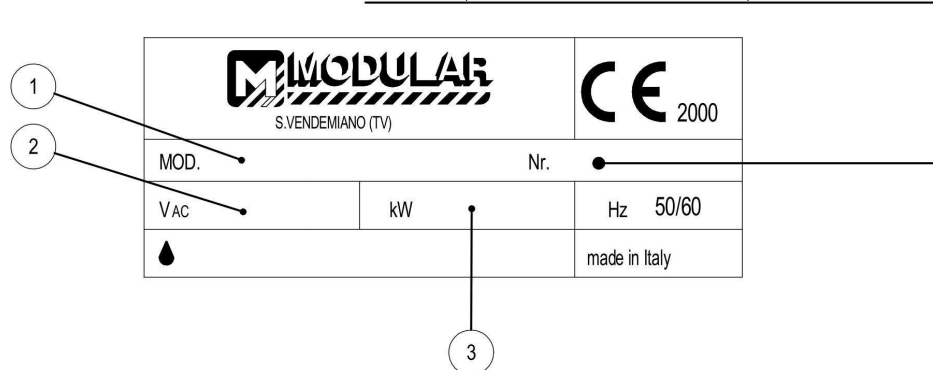 MODULAR
S.VENDEMIANO (TV)
CE 2000
1
MOD. Nr.
2
VAC kW Hz 50/60
made in Italy
3